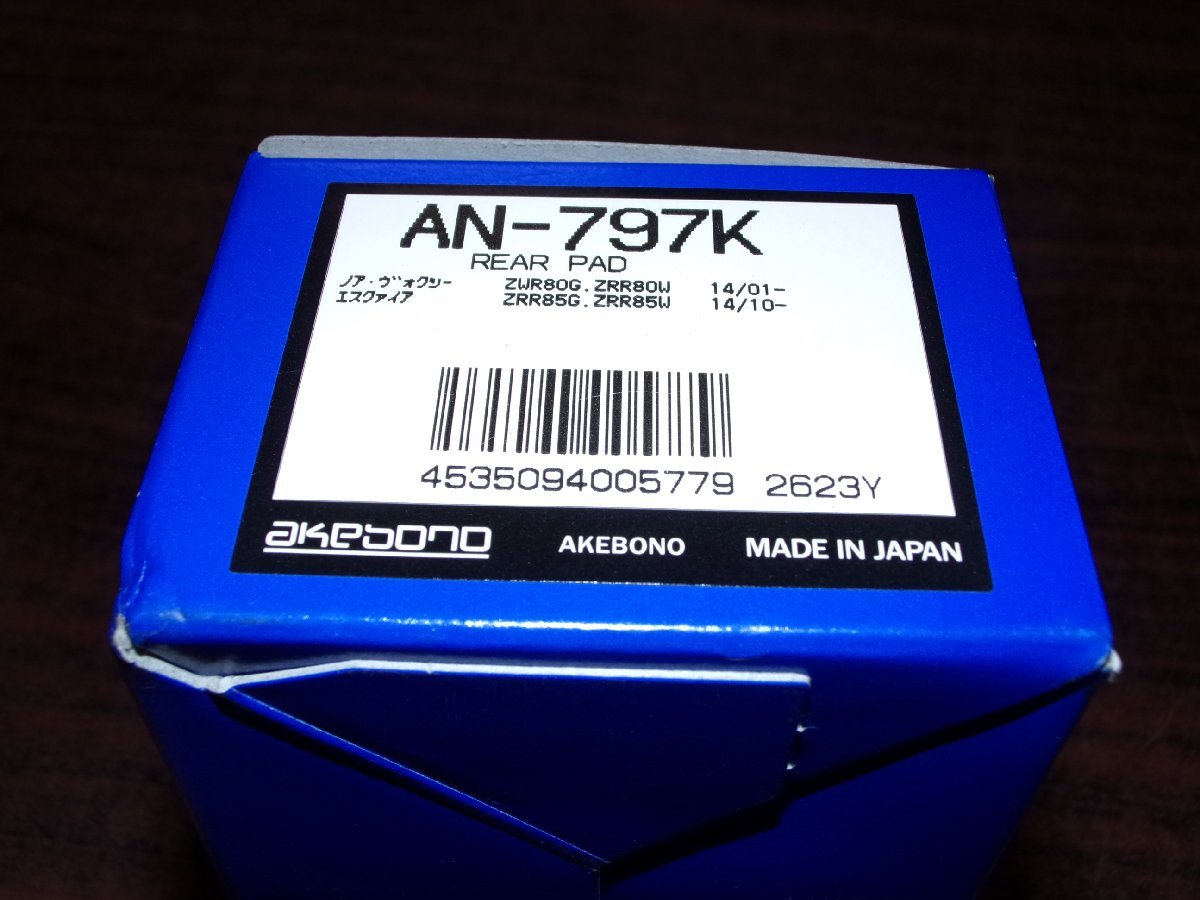 AN-797K
REAR PAD
ノア・ヴォクシー ZWR80G.ZRR80W 14/01-
エスクァイア ZRR85G.ZRR85W 14/10-
4535094005779 2623Y
akebono AKEBONO MADE IN JAPAN